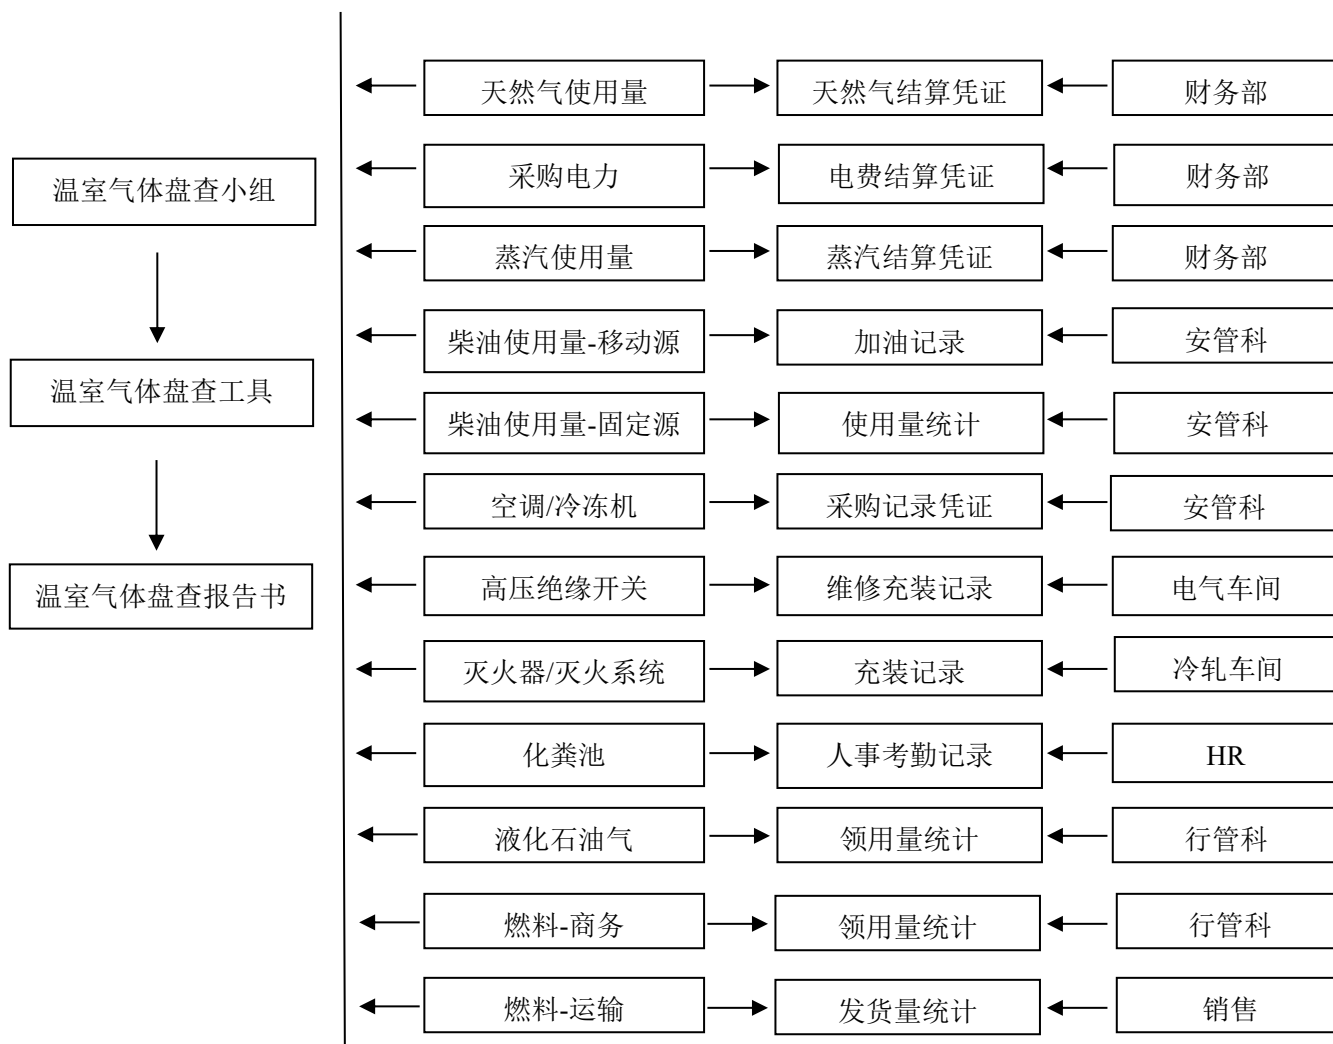 天然气使用量
天然气结算凭证
财务部
温室气体盘查小组
采购电力
电费结算凭证
财务部
蒸汽使用量
蒸汽结算凭证
财务部
柴油使用量-移动源
加油记录
安管科
温室气体盘查工具
柴油使用量-固定源
使用量统计
安管科
空调/冷冻机
采购记录凭证
安管科
温室气体盘查报告书
高压绝缘开关
维修充装记录
电气车间
灭火器/灭火系统
充装记录
冷轧车间
化粪池
人事考勤记录
HR
液化石油气
领用量统计
行管科
燃料-商务
领用量统计
行管科
燃料-运输
发货量统计
销售